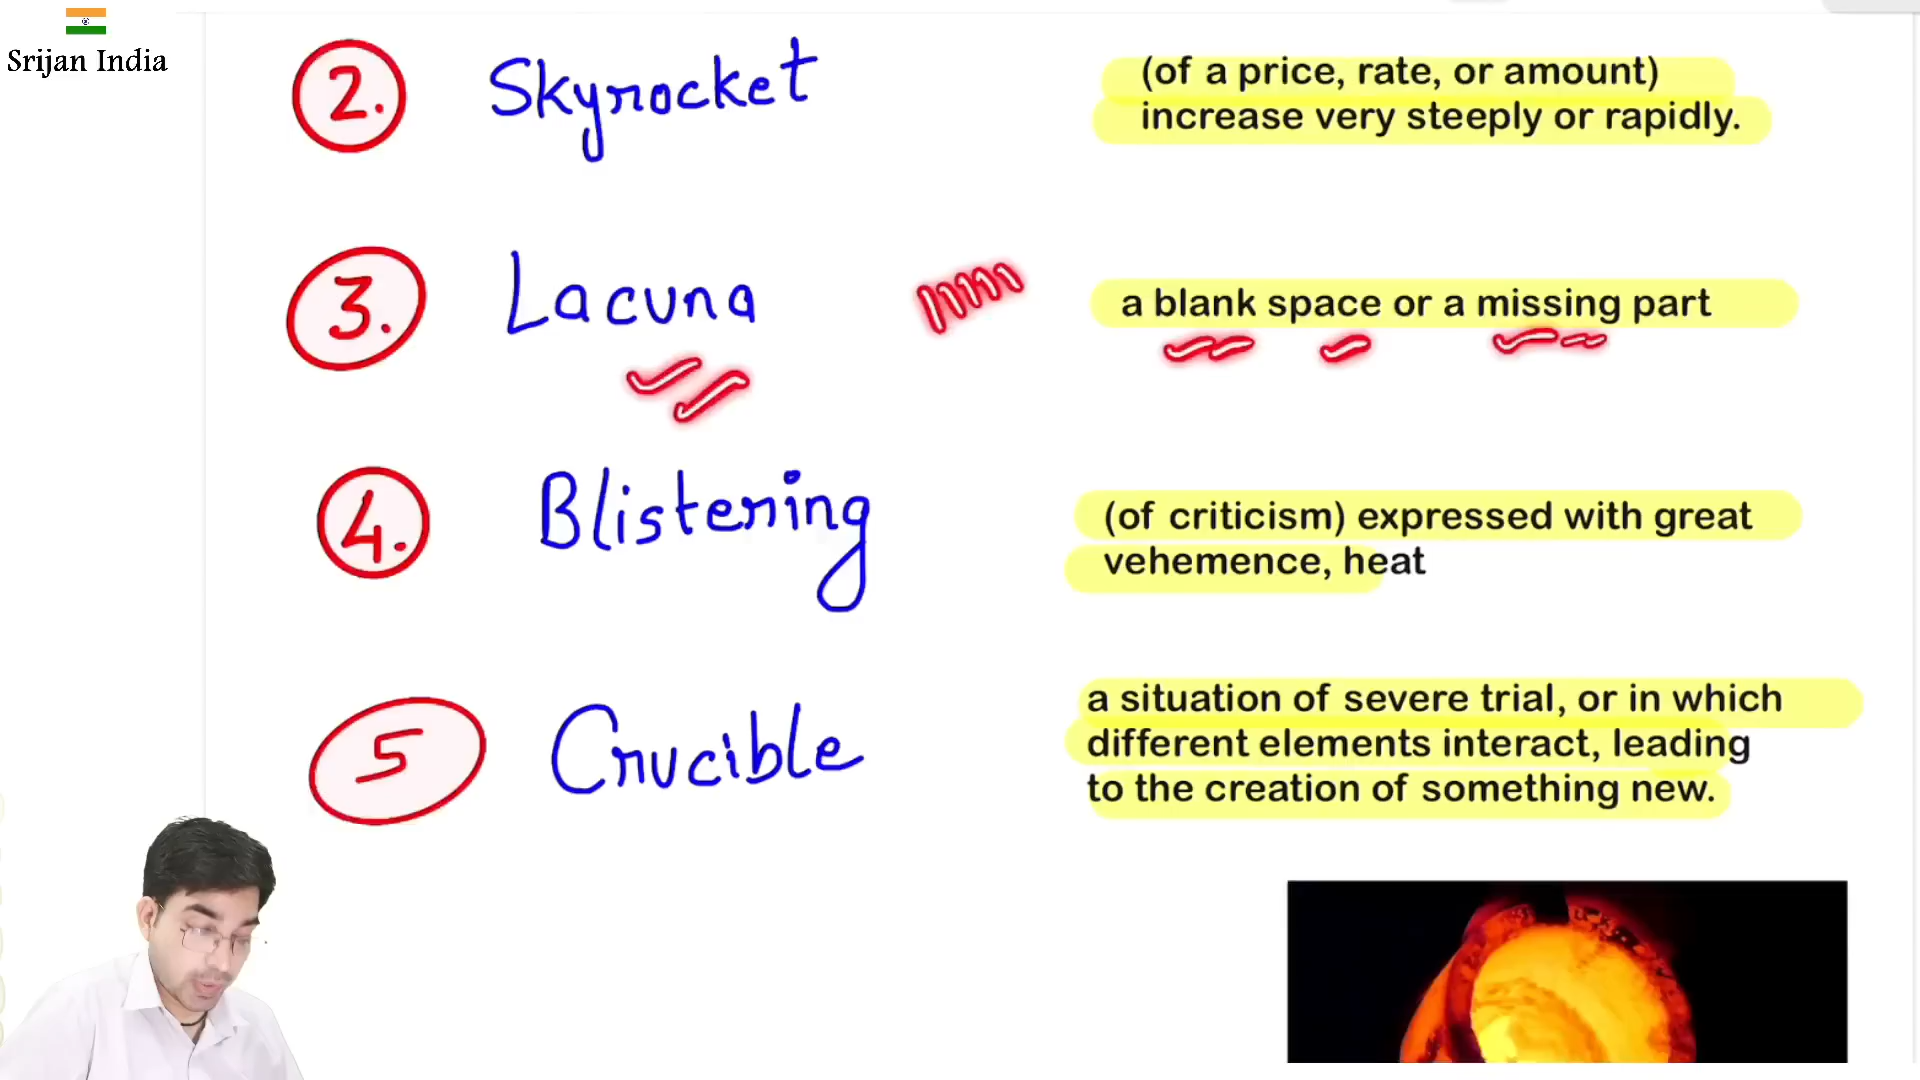 Srijan India
2. Skyrocket
(of a price, rate, or amount)
increase very steeply or rapidly.
3. Lacuna
a blank space or a missing part
4. Blistering
(of criticism) expressed with great
vehemence, heat
5 Crucible
a situation of severe trial, or in which
different elements interact, leading
to the creation of something new.